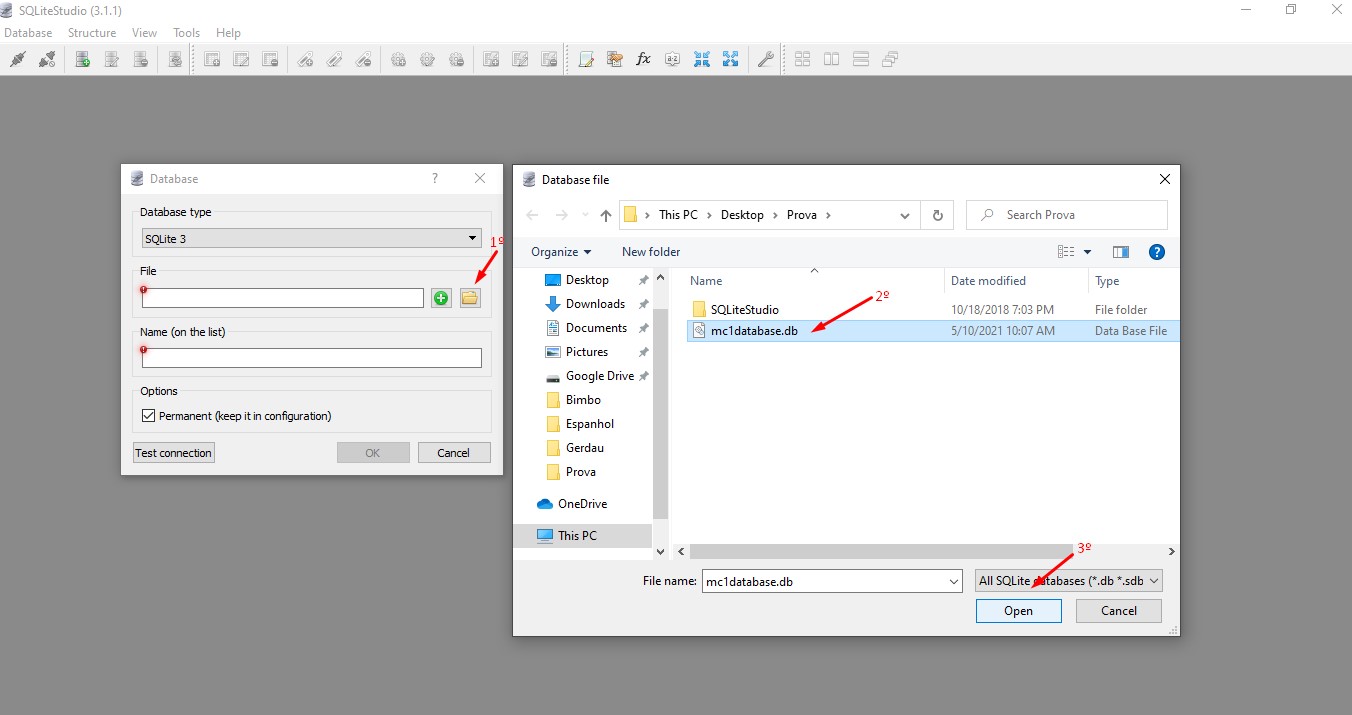 SQLiteStudio (3.1.1)
Database Structure View Tools Help
Database
?
Database type
SQLite 3
1º
File
Name (on the list)
Options
Permanent (keep it in configuration)
Test connection
OK
Cancel
Database file
This PC > Desktop > Prova >
Search Prova
Organize
New folder
?
Desktop
Downloads
Documents
Pictures
Google Drive
Bimbo
Espanhol
Gerdau
Prova
OneDrive
This PC
Name Date modified Type
SQLiteStudio 10/18/2018 7:03 PM File folder
2º
mc1database.db 5/10/2021 10:07 AM Data Base File
3º
File name: mc1database.db
All SQLite databases (*.db *.sdb
Open
Cancel